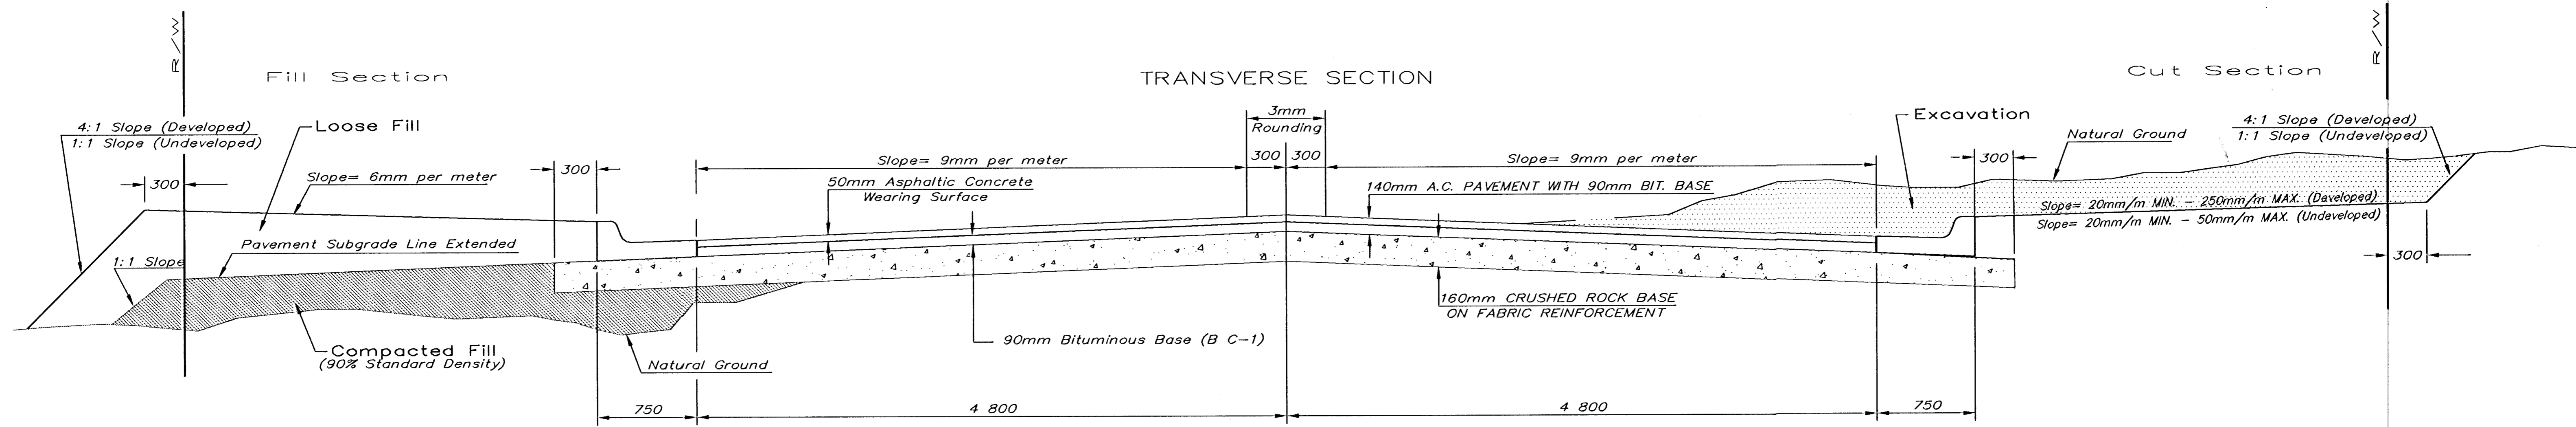 R/W
R/W
Fill Section
TRANSVERSE SECTION
Cut Section
4:1 Slope (Developed)
1:1 Slope (Undeveloped)
Loose Fill
3mm
Rounding
Excavation
Natural Ground
4:1 Slope (Developed)
1:1 Slope (Undeveloped)
300
Slope= 6mm per meter
300
Slope= 9mm per meter
300
300
Slope= 9mm per meter
300
50mm Asphaltic Concrete
Wearing Surface
140mm A.C. PAVEMENT WITH 90mm BIT. BASE
Slope= 20mm/m MIN. - 250mm/m MAX. (Developed)
Slope= 20mm/m MIN. - 50mm/m MAX. (Undeveloped)
Pavement Subgrade Line Extended
1:1 Slope
300
160mm CRUSHED ROCK BASE
ON FABRIC REINFORCEMENT
90mm Bituminous Base (B C-1)
Compacted Fill
(90% Standard Density)
Natural Ground
750
4 800
4 800
750